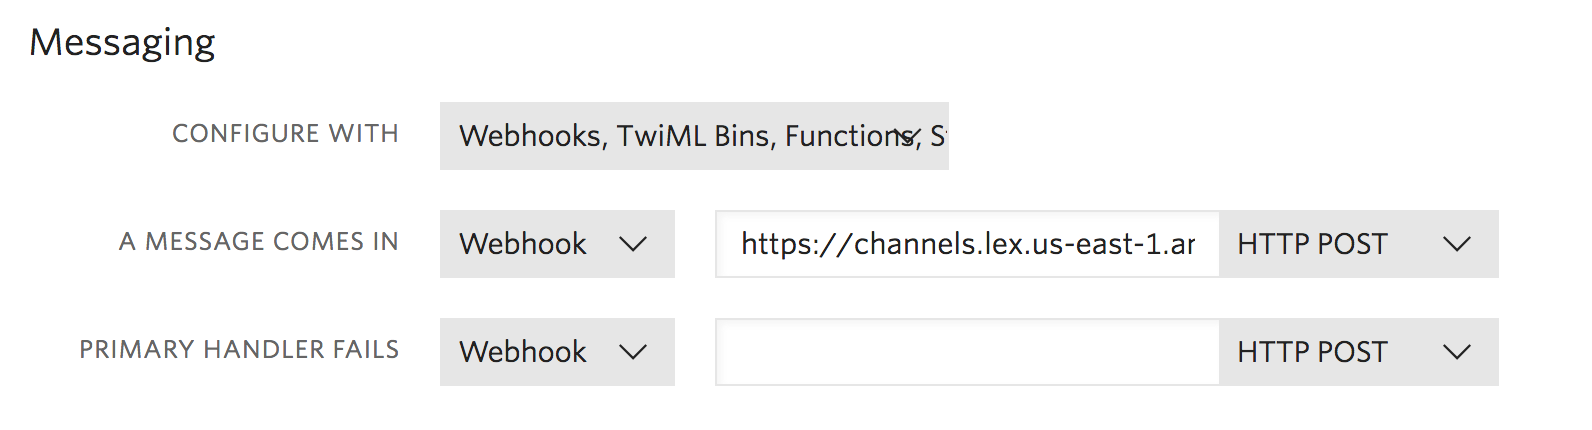 Messaging
CONFIGURE WITH Webhooks, TwiML Bins, Functions, S
A MESSAGE COMES IN Webhook https://channels.lex.us-east-1.ar HTTP POST
PRIMARY HANDLER FAILS Webhook HTTP POST